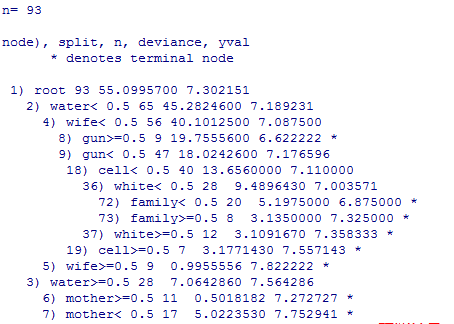 n= 93
node), split, n, deviance, yval
* denotes terminal node
1) root 93 55.0995700 7.302151
2) water< 0.5 65 45.2824600 7.189231
4) wife< 0.5 56 40.1012500 7.087500
8) gun>=0.5 9 19.7555600 6.622222 *
9) gun< 0.5 47 18.0242600 7.176596
18) cell< 0.5 40 13.6560000 7.110000
36) white< 0.5 28 9.4896430 7.003571
72) family< 0.5 20 5.1975000 6.875000 *
73) family>=0.5 8 3.1350000 7.325000 *
37) white>=0.5 12 3.1091670 7.358333 *
19) cell>=0.5 7 3.1771430 7.557143 *
5) wife>=0.5 9 0.9955556 7.822222 *
3) water>=0.5 28 7.0642860 7.564286
6) mother>=0.5 11 0.5018182 7.272727 *
7) mother< 0.5 17 5.0223530 7.752941 *